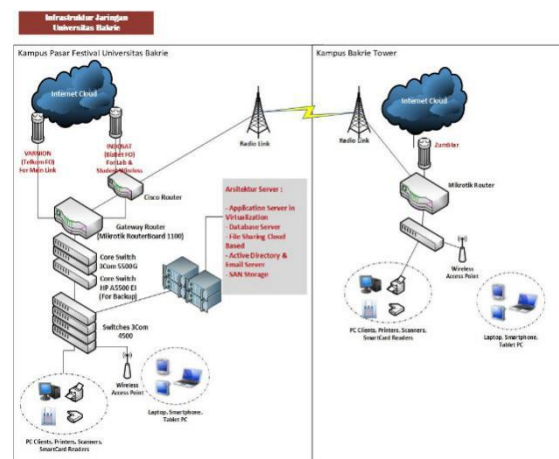 Infrastruktur Jaringan
Universitas Bakrie
Kampus Pasar Festival Universitas Bakrie
Internet Cloud
(Telkom FO)
For Main Link
INDOSAT
For Lab &
Student Wireless
Cisco Router
Gateway Router
(Mikrotik RouterBoard 1100)
Core Switch
3Com 5500G
Core Switch
HP A5500 EI
(For Backup)
Switches 3Com
4500
Wireless
Access Point
PC Clients, Printers, Scanners,
SmartCard Readers
Laptop, Smartphone,
Tablet PC
Arsitektur Server :
- Application Server in
Virtualization
- Database Server
- File Sharing Cloud
Based
- Active Directory &
Email Server
- SAN Storage
Radio Link
Kampus Bakrie Tower
Internet Cloud
Radio Link
Mikrotik Router
Wireless
Access Point
PC Clients, Printers, Scanners,
SmartCard Readers
Laptop, Smartphone,
Tablet PC